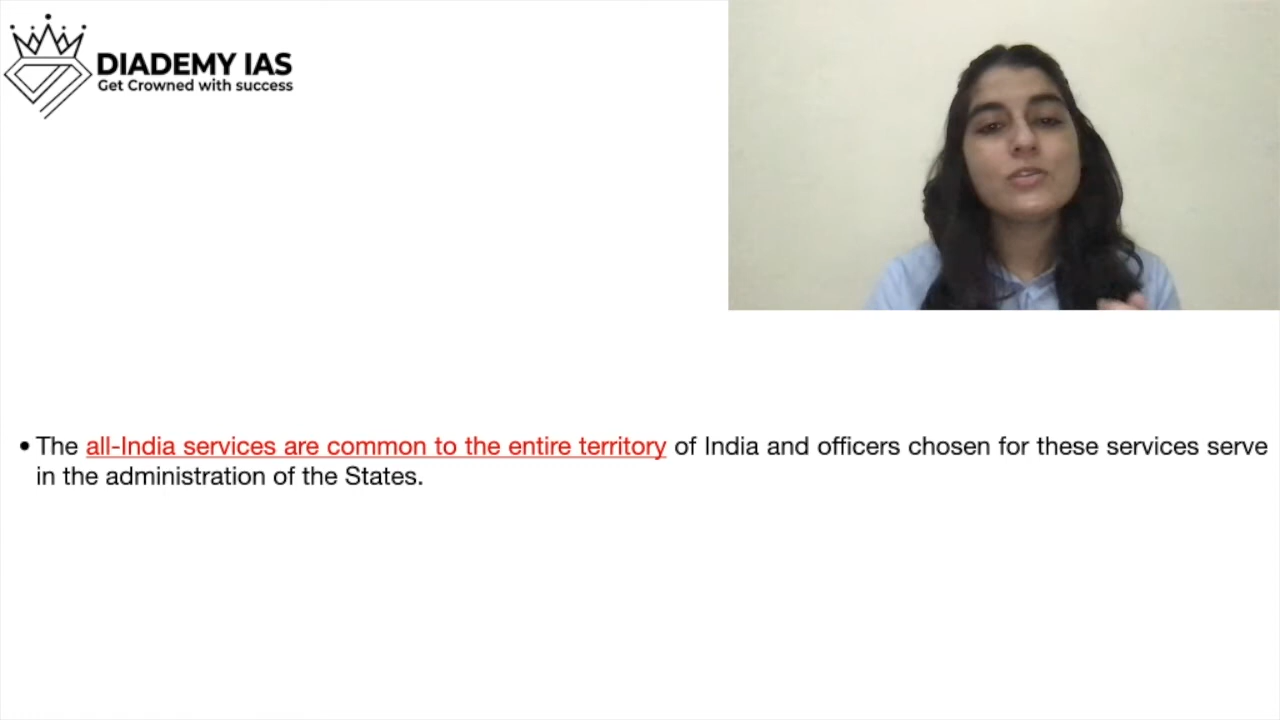 DIADEMY IAS
Get Crowned with success
• The all-India services are common to the entire territory of India and officers chosen for these services serve
in the administration of the States.